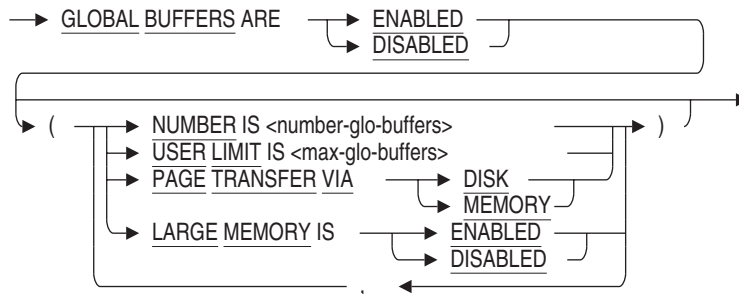 GLOBAL BUFFERS ARE ENABLED
DISABLED
( NUMBER IS <number-glo-buffers> )
USER LIMIT IS <max-glo-buffers>
PAGE TRANSFER VIA DISK
MEMORY
LARGE MEMORY IS ENABLED
DISABLED
,